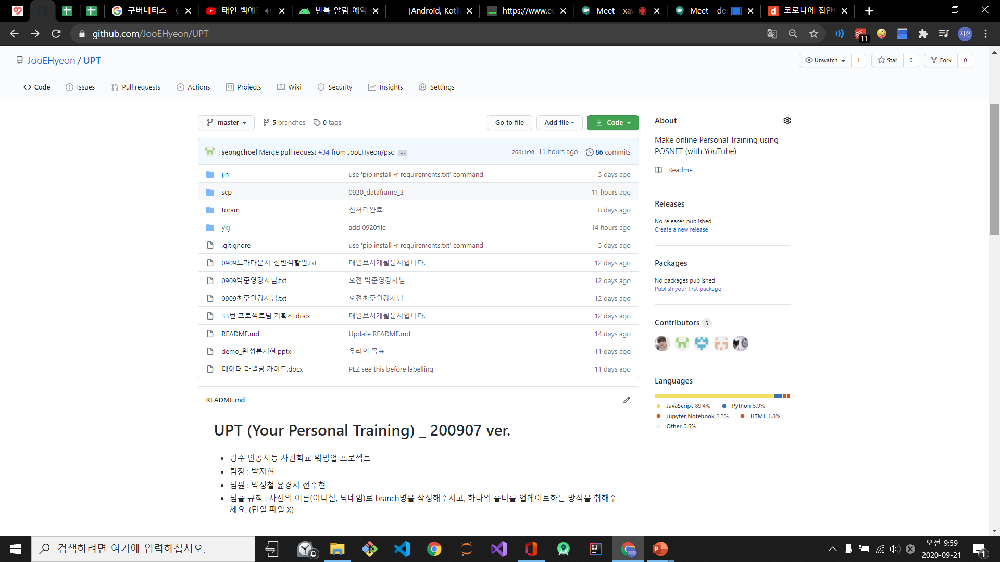 쿠버네티스 - G
태연 백예린
반복 알람 예약
[Android, Kotli
https://www.ec
Meet - xav
Meet - der
코로나에 집안
github.com/JooEHyeon/UPT
11
지현
JooEHyeon / UPT
Unwatch 1
Star 0
Fork 0
Code
Issues
Pull requests
Actions
Projects
Wiki
Security
Insights
Settings
master
5 branches
0 tags
Go to file
Add file
Code
seongchoel Merge pull request #34 from JooEHyeon/psc ...
266cb90 11 hours ago 86 commits
jjh use 'pip install -r requirements.txt' command 5 days ago
scp 0920_dataframe_2 11 hours ago
toram 전처리완료 8 days ago
ykj add 0920file 14 hours ago
.gitignore use 'pip install -r requirements.txt' command 5 days ago
0909노가다문서_전반적할일.txt 매일보시게될문서입니다. 12 days ago
0909박준영강사님.txt 오전 박준영강사님 12 days ago
0909최주원강사님.txt 오전최주원강사님 12 days ago
33번 프로젝트팀 기획서.docx 매일보시게될문서입니다. 12 days ago
README.md Update README.md 14 days ago
demo_완성본재현.pptx 우리의 목표 11 days ago
데이터 라벨링 가이드.docx PLZ see this before labelling 11 days ago
README.md
UPT (Your Personal Training) _ 200907 ver.
광주 인공지능 사관학교 워밍업 프로젝트
팀장 : 박지현
팀원 : 박성철 윤경지 전주현
팀플 규칙 : 자신의 이름(이니셜, 닉네임)로 branch명을 작성해주시고, 하나의 폴더를 업데이트하는 방식을 취해주
세요. (단일 파일 X)
About
Make online Personal Training using
POSNET (with YouTube)
Readme
Releases
No releases published
Create a new release
Packages
No packages published
Publish your first package
Contributors 5
Languages
JavaScript 89.4% Python 5.9%
Jupyter Notebook 2.3% HTML 1.8%
Other 0.6%
검색하려면 여기에 입력하십시오.
지현
오전 9:59
2020-09-21
1